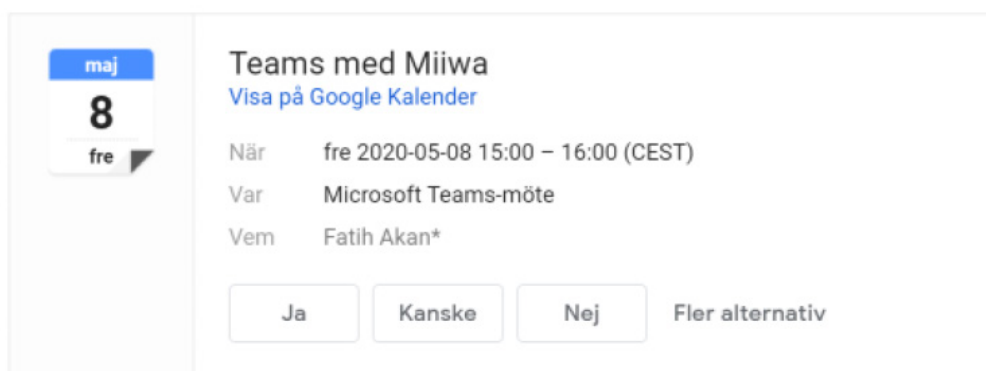 maj
8
fre
Teams med Miiwa
Visa på Google Kalender
När fre 2020-05-08 15:00 – 16:00 (CEST)
Var Microsoft Teams-möte
Vem Fatih Akan*
Ja Kanske Nej Fler alternativ